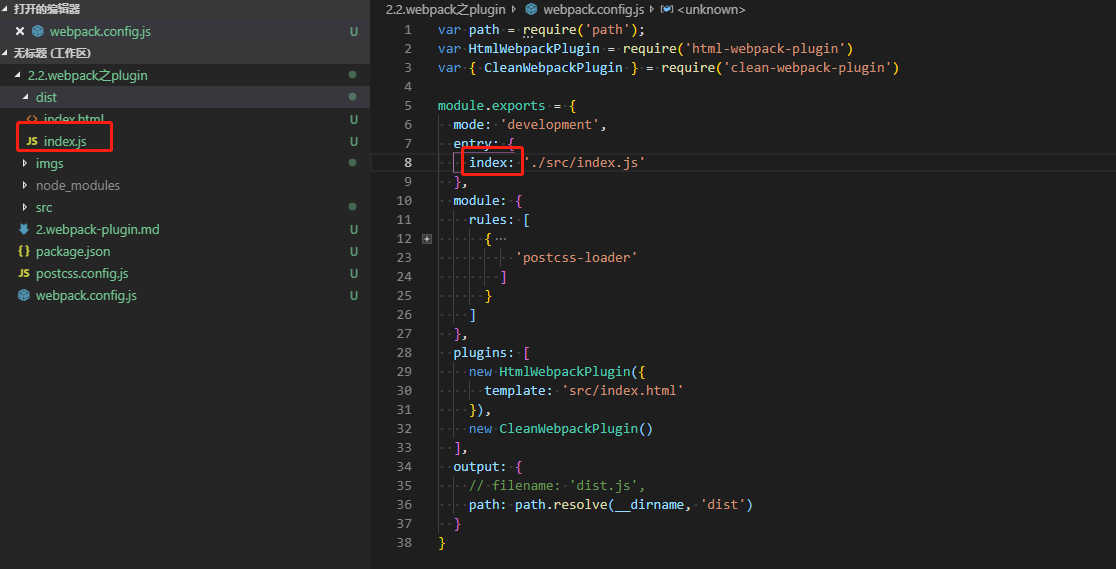 打开的编辑器
webpack.config.js U
无标题 (工作区)
2.2.webpack之plugin
dist
index.html U
JS index.js U
imgs
node_modules
src
2.webpack-plugin.md U
{} package.json U
JS postcss.config.js U
webpack.config.js U
2.2.webpack之plugin webpack.config.js <unknown>
1 var path = require('path');
2 var HtmlWebpackPlugin = require('html-webpack-plugin')
3 var { CleanWebpackPlugin } = require('clean-webpack-plugin')
4
5 module.exports = {
6 mode: 'development',
7 entry: {
8 index: './src/index.js'
9 },
10 module: {
11 rules: [
12 { ...
23 'postcss-loader'
24 ]
25 }
26 ]
27 },
28 plugins: [
29 new HtmlWebpackPlugin({
30 template: 'src/index.html'
31 }),
32 new CleanWebpackPlugin()
33 ],
34 output: {
35 // filename: 'dist.js',
36 path: path.resolve(__dirname, 'dist')
37 }
38 }